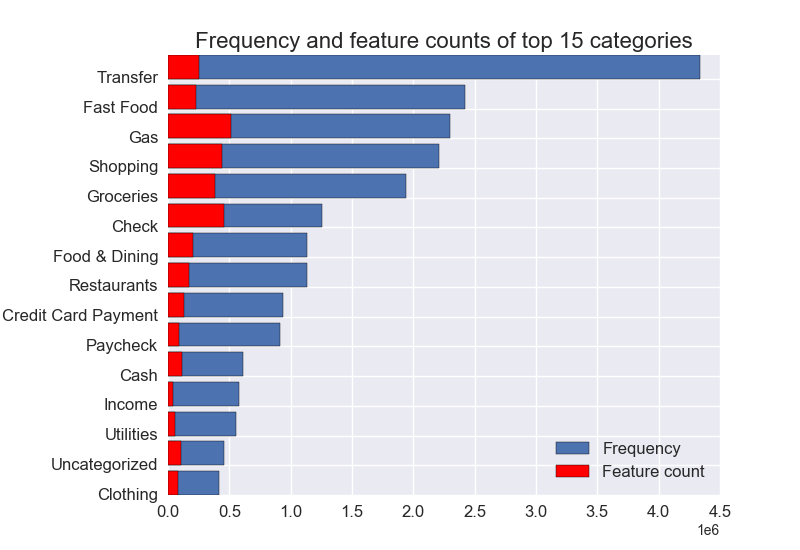 Frequency and feature counts of top 15 categories
Transfer
Fast Food
Gas
Shopping
Groceries
Check
Food & Dining
Restaurants
Credit Card Payment
Paycheck
Cash
Income
Utilities
Uncategorized
Clothing
Frequency
Feature count
0.0 0.5 1.0 1.5 2.0 2.5 3.0 3.5 4.0 4.5
1e6